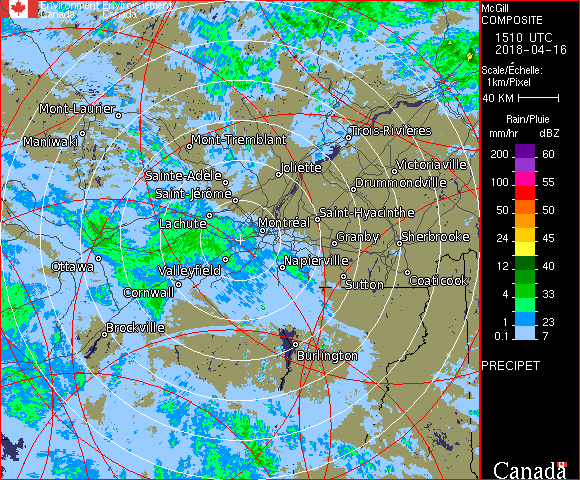 Environment Environnement
Canada Canada
McGill
COMPOSITE
1510 UTC
2018-04-16
Scale/Échelle:
1km/Pixel
40 KM
Rain/Pluie
mm/hr dBZ
200 60
100 55
50 50
24 45
12 40
4 33
1 23
0.1 7
PRECIPET
Canada
Mont-Laurier
Maniwaki
Mont-Tremblant
Trois-Rivières
Joliette
Victoriaville
Sainte-Adèle
Drummondville
Saint-Jérôme
Saint-Hyacinthe
Lachute
Montréal
Granby
Sherbrooke
Ottawa
Valleyfield
Napierville
Cornwall
Sutton
Coaticook
Brockville
Burlington